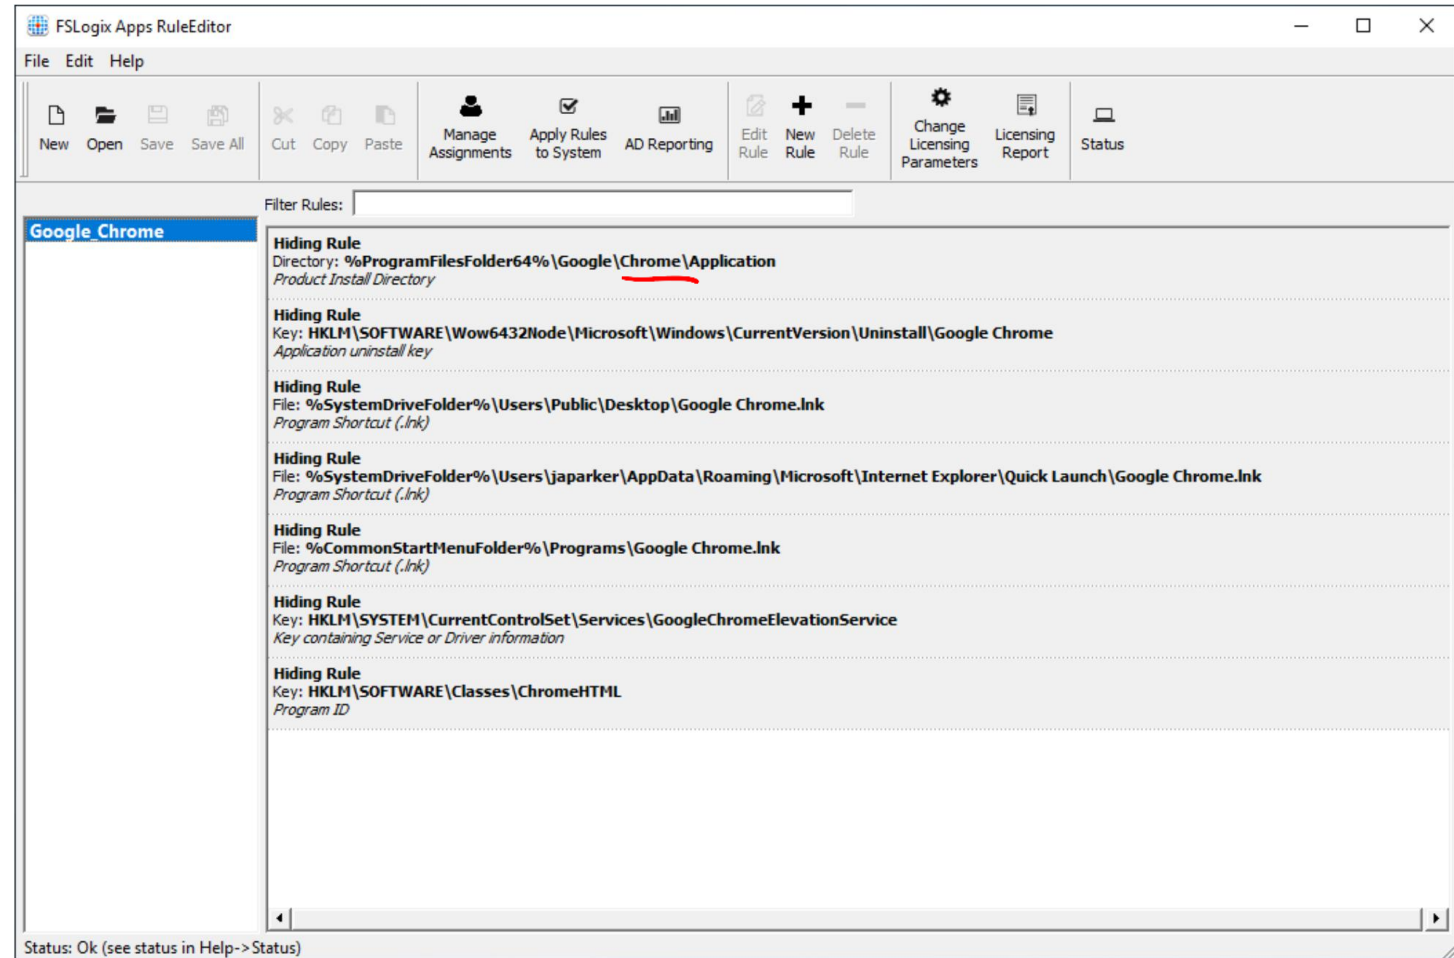 FSLogix Apps RuleEditor
File Edit Help
New Open Save Save All Cut Copy Paste Manage Assignments Apply Rules to System AD Reporting Edit Rule New Rule Delete Rule Change Licensing Parameters Licensing Report Status
Filter Rules:
Google_Chrome
Hiding Rule
Directory: %ProgramFilesFolder64%\Google\Chrome\Application
Product Install Directory
Hiding Rule
Key: HKLM\SOFTWARE\Wow6432Node\Microsoft\Windows\CurrentVersion\Uninstall\Google Chrome
Application uninstall key
Hiding Rule
File: %SystemDriveFolder%\Users\Public\Desktop\Google Chrome.lnk
Program Shortcut (.lnk)
Hiding Rule
File: %SystemDriveFolder%\Users\japarker\AppData\Roaming\Microsoft\Internet Explorer\Quick Launch\Google Chrome.lnk
Program Shortcut (.lnk)
Hiding Rule
File: %CommonStartMenuFolder%\Programs\Google Chrome.lnk
Program Shortcut (.lnk)
Hiding Rule
Key: HKLM\SYSTEM\CurrentControlSet\Services\GoogleChromeElevationService
Key containing Service or Driver information
Hiding Rule
Key: HKLM\SOFTWARE\Classes\ChromeHTML
Program ID
Status: Ok (see status in Help->Status)